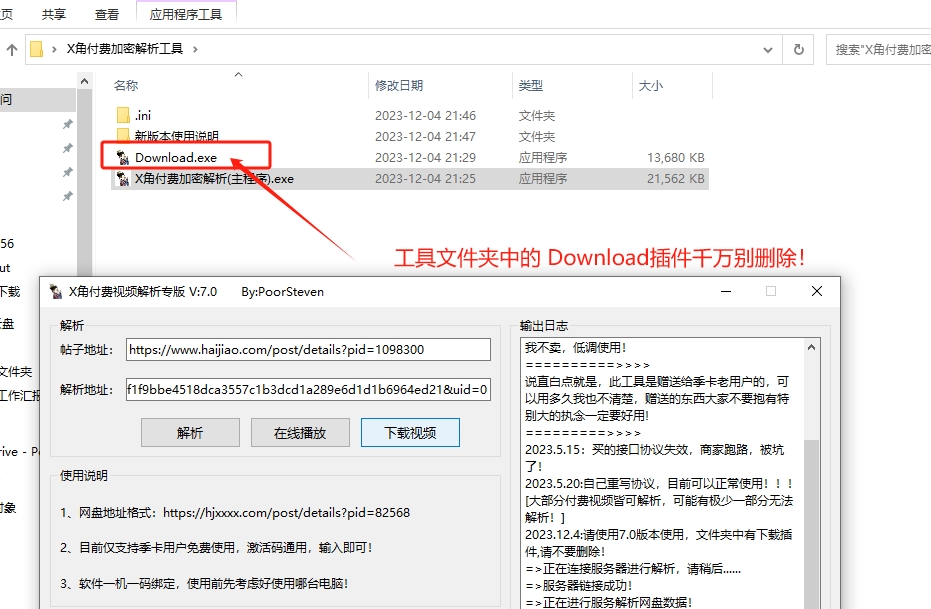 页 共享 查看 应用程序工具
X角付费加密解析工具
搜索"X角付费加密
问
名称 修改日期 类型 大小
.ini 2023-12-04 21:46 文件夹
新版本使用说明 2023-12-04 21:47 文件夹
Download.exe 2023-12-04 21:29 应用程序 13,680 KB
X角付费加密解析(主程序).exe 2023-12-04 21:25 应用程序 21,562 KB
56
ut
下载
盘
文件夹
工作汇报
rive - Pe
对象
工具文件夹中的 Download插件千万别删除！
X角付费视频解析专版 V:7.0 By:PoorSteven
解析
帖子地址： https://www.haijiao.com/post/details?pid=1098300
解析地址： f1f9bbe4518dca3557c1b3dcd1a289e6d1d1b6964ed21&uid=0
解析 在线播放 下载视频
使用说明
1、网盘地址格式：https://hjxxxx.com/post/details?pid=82568
2、目前仅支持季卡用户免费使用，激活码通用，输入即可！
3、软件一机一码绑定，使用前先考虑好使用哪台电脑！
输出日志
我不卖，低调使用！
==========>>>>
说直白点就是，此工具是赠送给季卡老用户的，可
以用多久我也不清楚，赠送的东西大家不要抱有特
别大的执念一定要好用！
=========>>>>
2023.5.15：买的接口协议失效，商家跑路，被坑
了！
2023.5.20:自己重写协议，目前可以正常使用！！！
[大部分付费视频皆可解析，可能有极少一部分无法
解析！]
2023.12.4:请使用7.0版本使用，文件夹中有下载插
件,请不要删除！
=>正在连接服务器进行解析，请稍后......
=>服务器链接成功！
=>正在进行服务解析网盘数据！